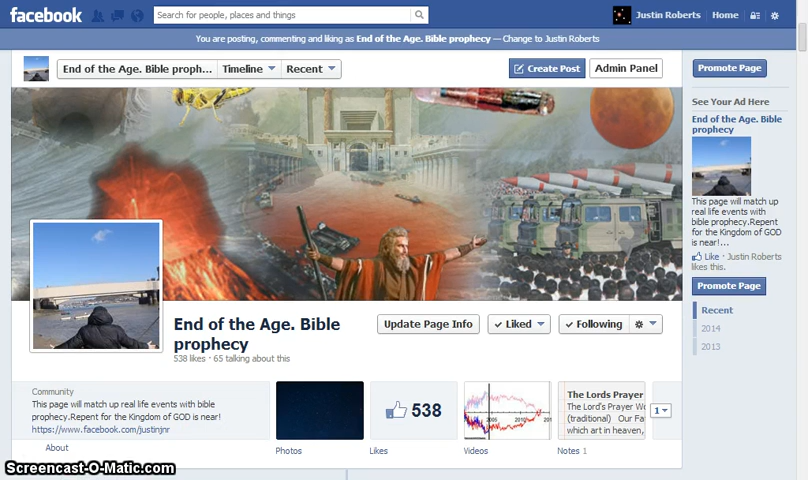 facebook
Search for people, places and things
Justin Roberts
Home
You are posting, commenting and liking as End of the Age. Bible prophecy — Change to Justin Roberts
End of the Age. Bible proph...
Timeline
Recent
Create Post
Admin Panel
Promote Page
See Your Ad Here
End of the Age. Bible
prophecy
This page will match up
real life events with
bible prophecy.Repent
for the Kingdom of GOD
is near!...
Like · Justin Roberts
likes this.
Promote Page
Recent
2014
2013
End of the Age. Bible
prophecy
538 likes · 65 talking about this
Update Page Info
Liked
Following
Community
This page will match up real life events with bible
prophecy.Repent for the Kingdom of GOD is near!
https://www.facebook.com/justinjnr
About
Photos
538
Likes
2005
2010
201
Videos
The Lords Prayer
The Lord's Prayer W
(traditional) Our Fa
which art in heaven,
Notes 1
1
Screencast-O-Matic.com